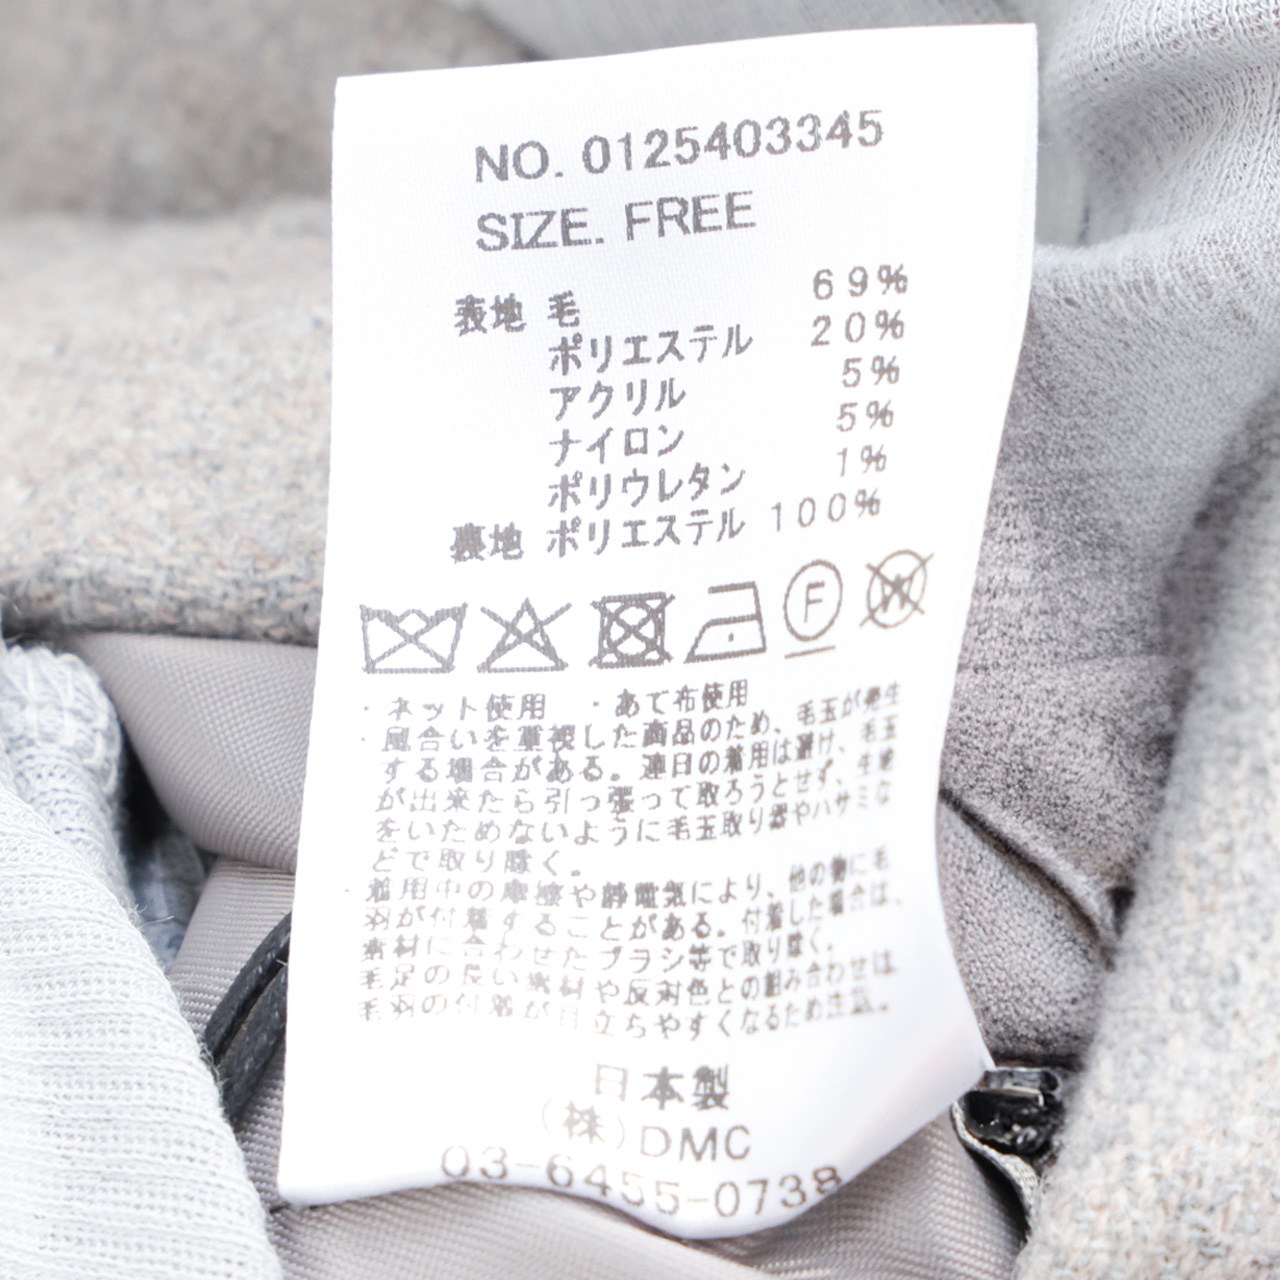 NO. 0125403345
SIZE. FREE
表地 毛 69%
ポリエステル 20%
アクリル 5%
ナイロン 5%
ポリウレタン 1%
裏地 ポリエステル 100%
F W
・ネット使用 ・あて布使用
・風合いを重視した商品のため、毛玉が発生
する場合がある。連日の着用は避け、毛玉
が出来たら引っ張って取ろうとせず、生地
をいためないように毛玉取り器やハサミな
どで取り除く。
・着用中の摩擦や静電気により、他の物に毛
羽が付着することがある。付着した場合は、
素材に合わせたブラシ等で取り除く。
毛足の長い素材や反対色との組み合わせは
毛羽の付着が目立ちやすくなるため注意。
日本製
(株)DMC
03-6455-0738